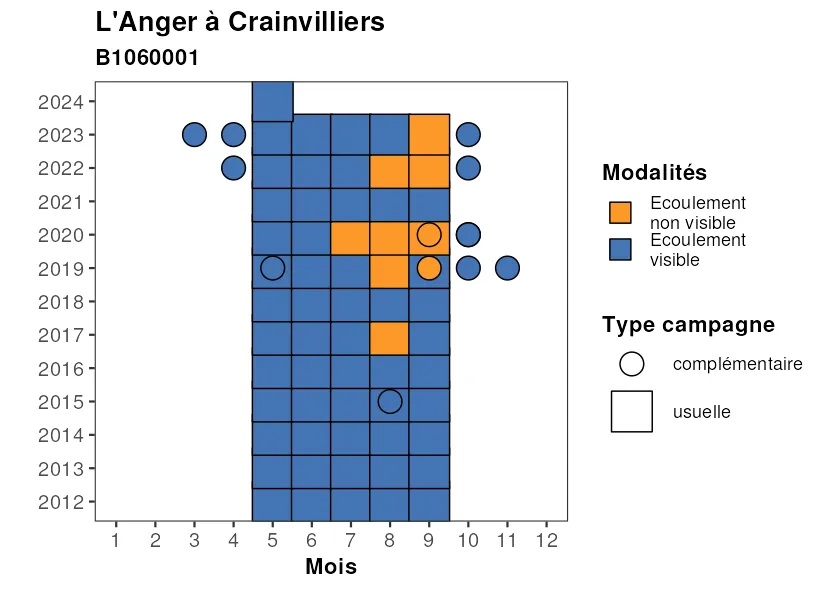 L'Anger à Crainvilliers
B1060001
2024
2023
2022
2021
2020
2019
2018
2017
2016
2015
2014
2013
2012
1 2 3 4 5 6 7 8 9 10 11 12
Mois
Modalités
Ecoulement
non visible
Ecoulement
visible
Type campagne
complémentaire
usuelle